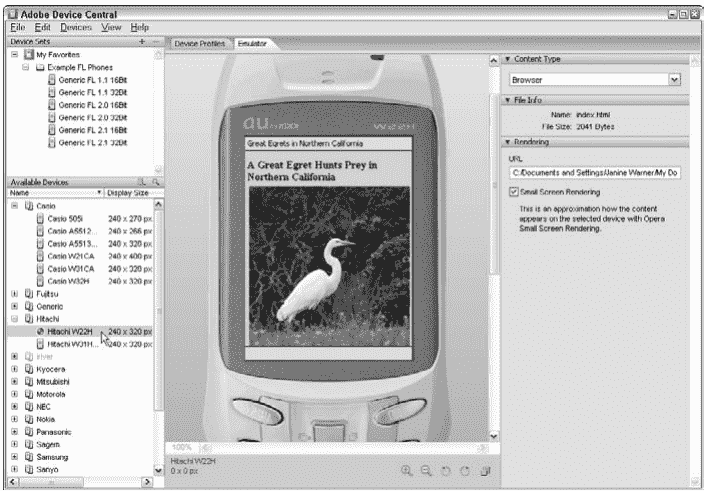 Adobe Device Central
File Edit Devices View Help
Device Sets
My Favorites
Example FL Phones
Generic FL 1.1 16Bit
Generic FL 1.1 32Bit
Generic FL 2.0 16Bit
Generic FL 2.0 32Bit
Generic FL 2.1 16Bit
Generic FL 2.1 32Bit
Available Devices
Name Display Size
Casio
Casio 505i 240 x 270 px
Casio A5512... 240 x 266 px
Casio A5513... 240 x 320 px
Casio W21CA 240 x 400 px
Casio W31CA 240 x 320 px
Casio W32H 240 x 320 px
Fujitsu
Generic
Hitachi
Hitachi W22H 240 x 320 px
Hitachi W31H... 240 x 320 px
iriver
Kyocera
Mitsubishi
Motorola
NEC
Nokia
Panasonic
Sagem
Samsung
Sanyo
Device Profiles Emulator
au W22H
Great Egrets in Northern California
A Great Egret Hunts Prey in
Northern California
100%
Hitachi W22H
0 x 0 px
Content Type
Browser
File Info
Name: index.html
File Size: 2041 Bytes
Rendering
URL
C:/Documents and Settings/Janine Warner/My Do
Small Screen Rendering
This is an approximation how the content
appears on the selected device with Opera
Small Screen Rendering.